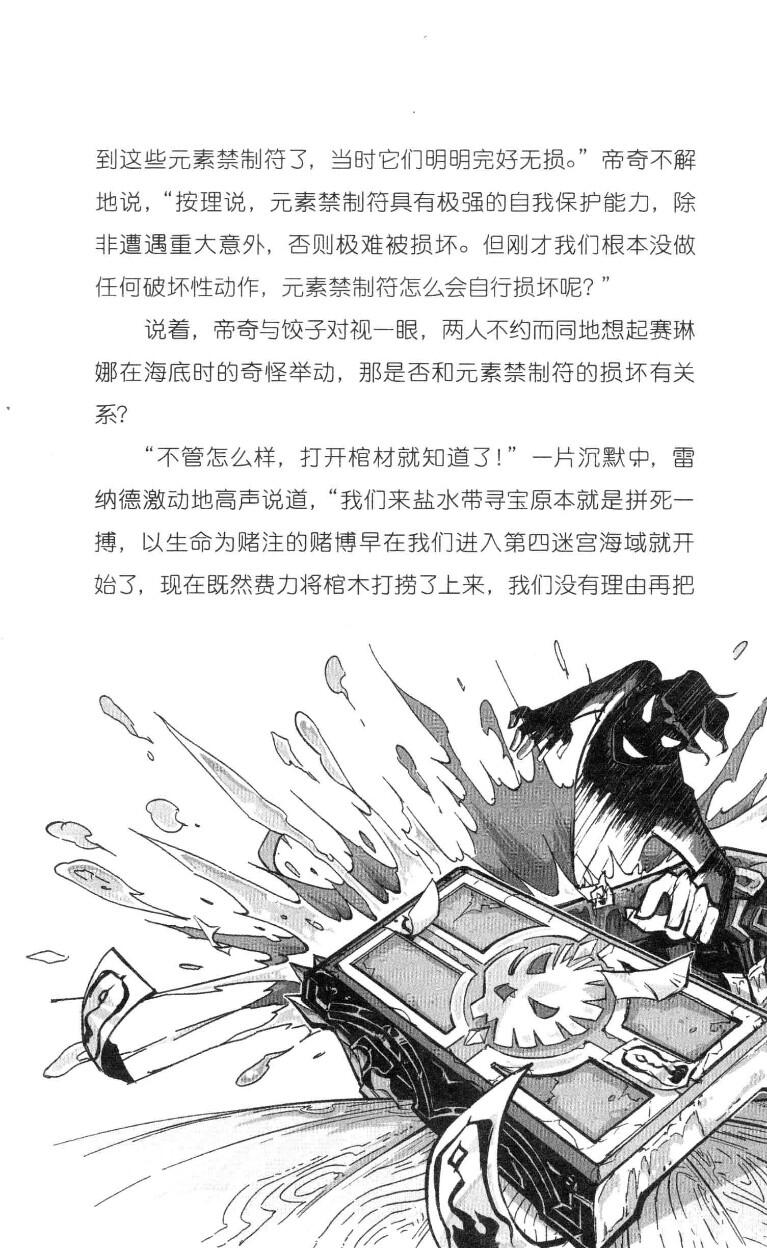 到这些元素禁制符了，当时它们明明完好无损。”帝奇不解
地说，“按理说，元素禁制符具有极强的自我保护能力，除
非遭遇重大意外，否则极难被损坏。但刚才我们根本没做
任何破坏性动作，元素禁制符怎么会自行损坏呢？”
说着，帝奇与饺子对视一眼，两人不约而同地想起赛琳
娜在海底时的奇怪举动，那是否和元素禁制符的损坏有关
系？
“不管怎么样，打开棺材就知道了！”一片沉默中，雷
纳德激动地高声说道，“我们来盐水带寻宝原本就是拼死一
搏，以生命为赌注的赌博早在我们进入第四迷宫海域就开
始了，现在既然费力将棺木打捞了上来，我们没有理由再把